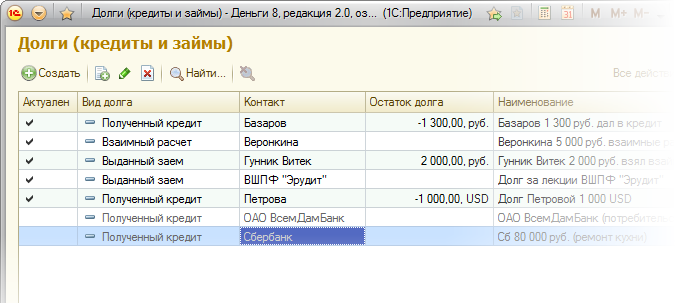 Долги (кредиты и займы) - Деньги 8, редакция 2.0, оз... (1С:Предприятие) M M+ M-
Долги (кредиты и займы)
Создать Найти... Все дейст
Актуален Вид долга Контакт Остаток долга Наименование
Полученный кредит Базаров -1 300,00, руб. Базаров 1 300 руб. дал в кредит
Взаимный расчет Веронкина Веронкина 5 000 руб. взаимные
Выданный заем Гунник Витек 2 000,00, руб. Гунник Витек 2 000 руб. взял взаи
Выданный заем ВШПФ "Эрудит" Долг за лекции ВШПФ "Эрудит"
Полученный кредит Петрова -1 000,00, USD Долг Петровой 1 000 USD
Полученный кредит ОАО ВсемДамБанк ОАО ВсемДамБанк (потребитель
Полученный кредит Сбербанк Сб 80 000 руб. (ремонт кухни)